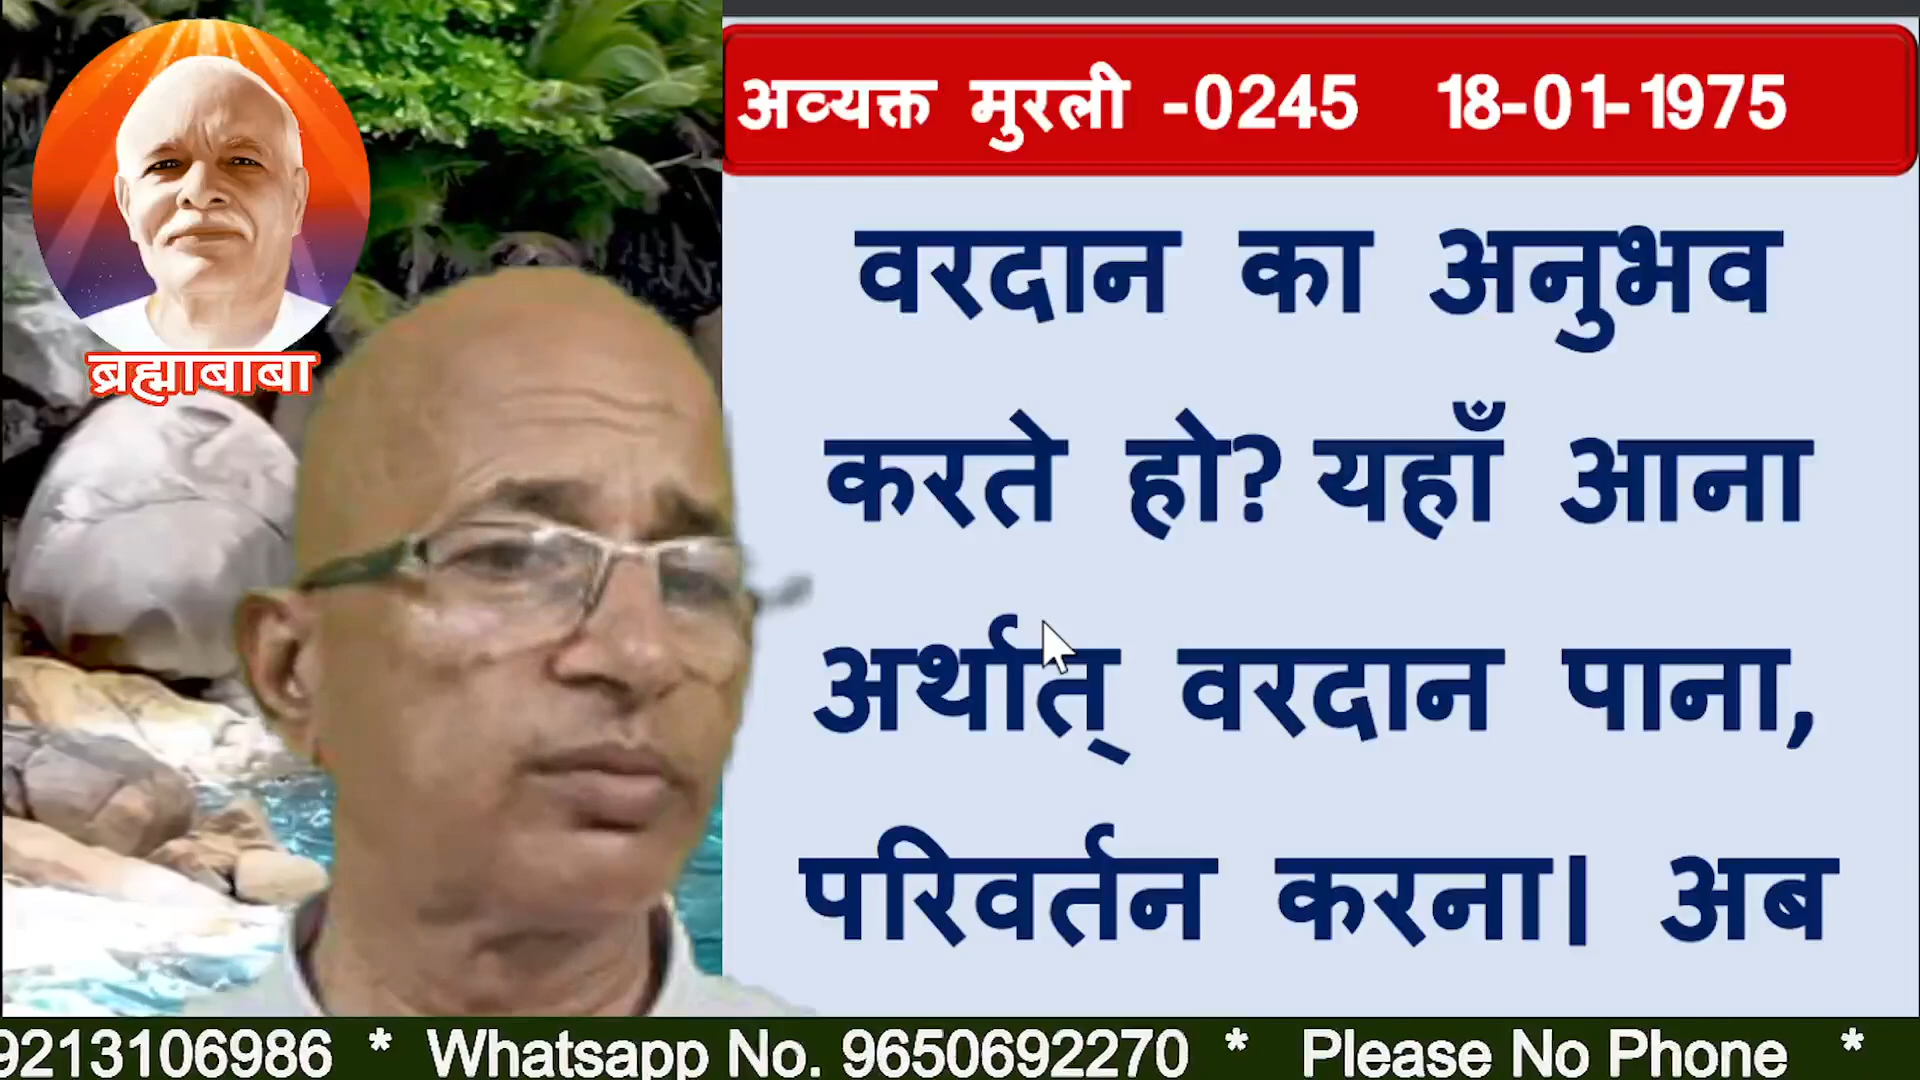 ब्रह्माबाबा
अव्यक्त मुरली -0245 18-01-1975
वरदान का अनुभव
करते हो? यहाँ आना
अर्थात् वरदान पाना,
परिवर्तन करना। अब
9213106986 * Whatsapp No. 9650692270 * Please No Phone *